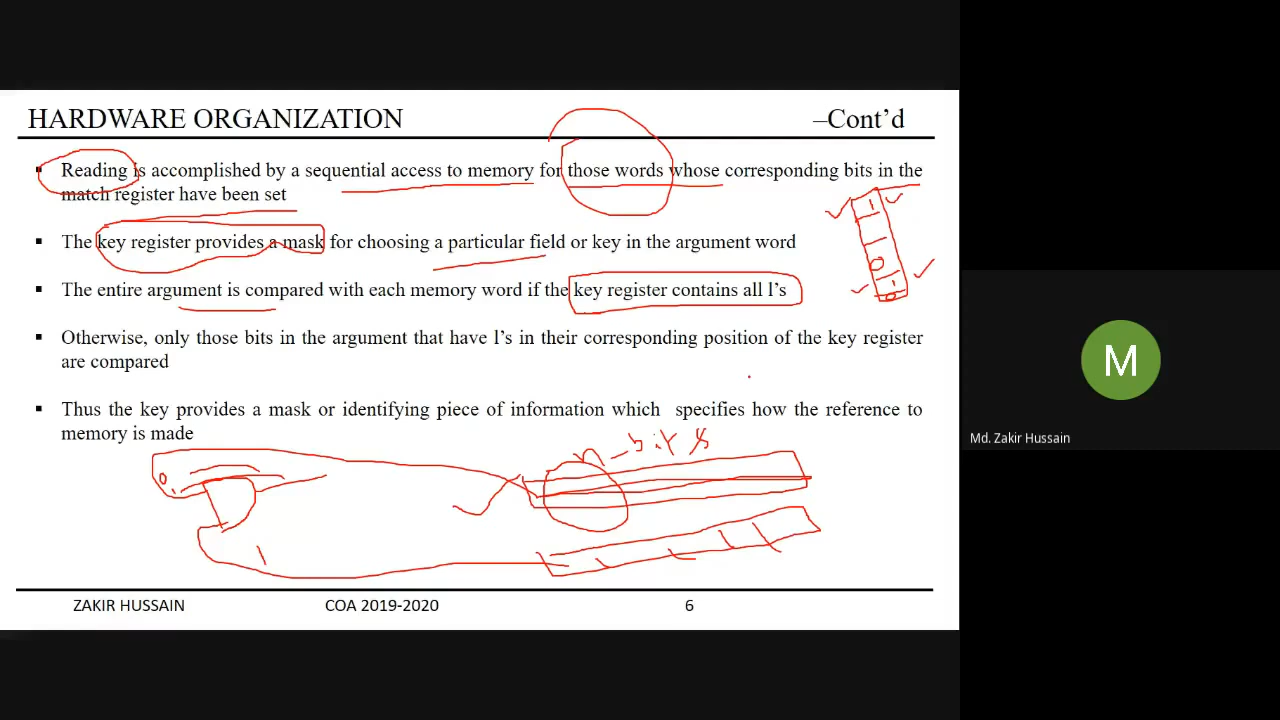 HARDWARE ORGANIZATION –Cont'd
▪ Reading is accomplished by a sequential access to memory for those words whose corresponding bits in the
match register have been set
▪ The key register provides a mask for choosing a particular field or key in the argument word
▪ The entire argument is compared with each memory word if the key register contains all 1's
▪ Otherwise, only those bits in the argument that have 1's in their corresponding position of the key register
are compared
▪ Thus the key provides a mask or identifying piece of information which specifies how the reference to
memory is made
n-bits
ZAKIR HUSSAIN COA 2019-2020 6
M
Md. Zakir Hussain